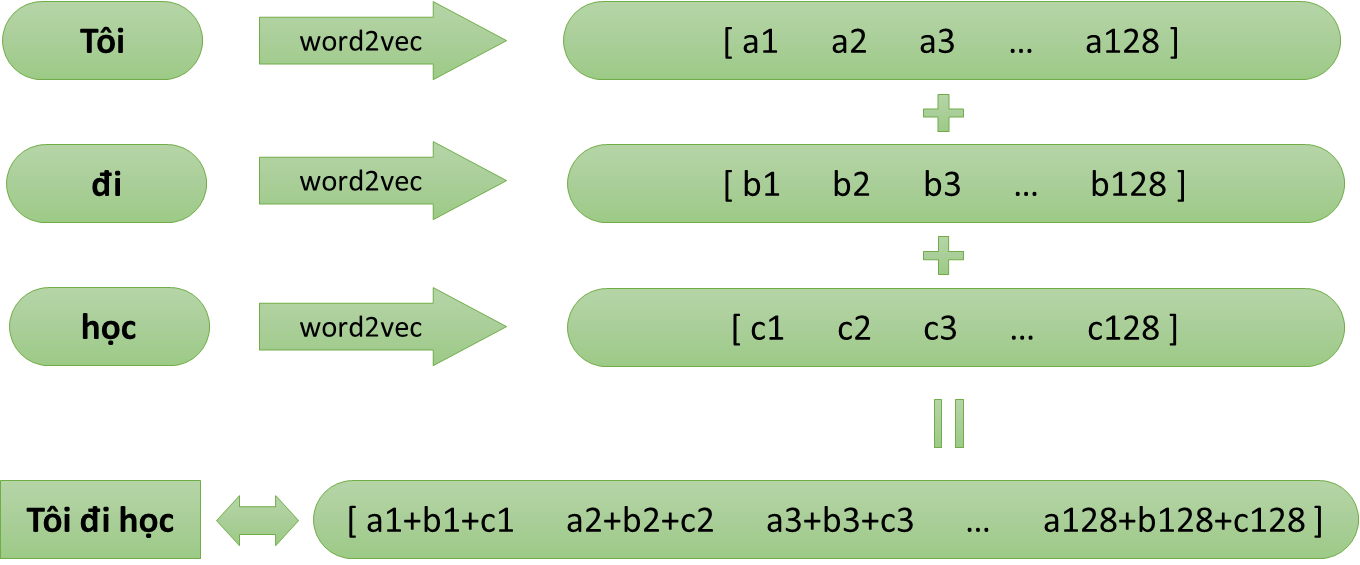 Tôi word2vec [ a1 a2 a3 ... a128 ]
+
đi word2vec [ b1 b2 b3 ... b128 ]
+
học word2vec [ c1 c2 c3 ... c128 ]
=
Tôi đi học [ a1+b1+c1 a2+b2+c2 a3+b3+c3 ... a128+b128+c128 ]